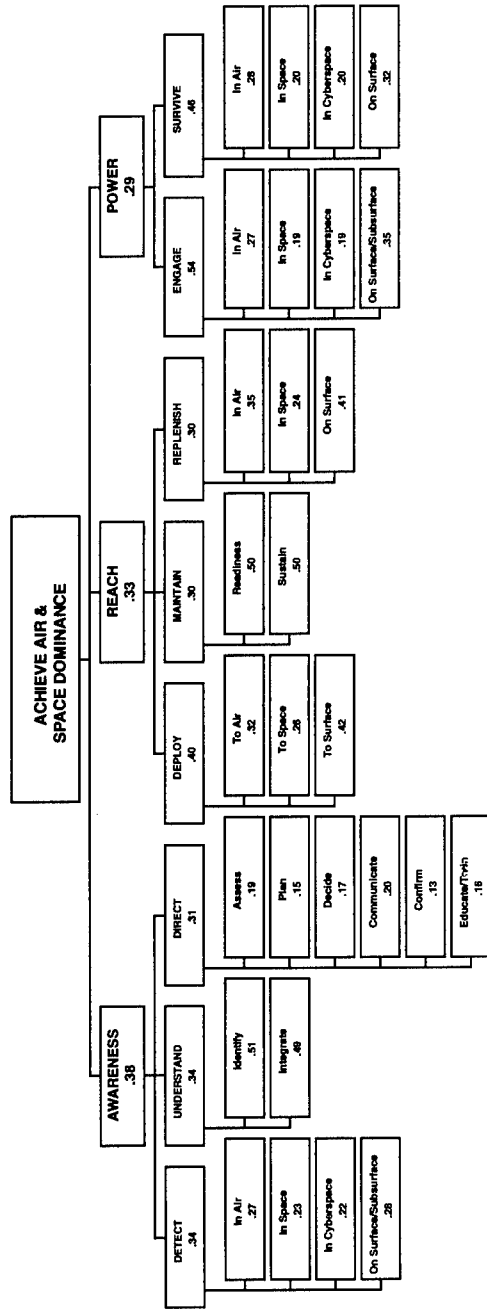 ACHIEVE AIR &
SPACE DOMINANCE
AWARENESS
.38
REACH
.33
POWER
.29
DETECT
.34
In Air
.27
In Space
.23
In Cyberspace
.22
On Surface/Subsurface
.28
UNDERSTAND
.34
Identify
.51
Integrate
.49
DIRECT
.31
Assess
.19
Plan
.15
Decide
.17
Communicate
.20
Confirm
.13
Educate/Train
.16
DEPLOY
.40
To Air
.32
To Space
.26
To Surface
.42
MAINTAIN
.30
Readiness
.50
Sustain
.50
REPLENISH
.30
In Air
.35
In Space
.24
On Surface
.41
ENGAGE
.54
In Air
.27
In Space
.19
In Cyberspace
.19
On Surface/Subsurface
.35
SURVIVE
.46
In Air
.28
In Space
.20
In Cyberspace
.20
On Surface
.32